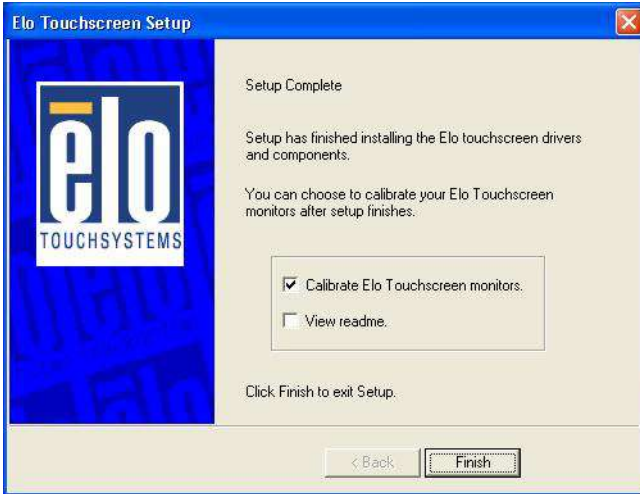 Elo Touchscreen Setup
elo
TOUCHSYSTEMS
Setup Complete
Setup has finished installing the Elo touchscreen drivers
and components.
You can choose to calibrate your Elo Touchscreen
monitors after setup finishes.
Calibrate Elo Touchscreen monitors.
View readme.
Click Finish to exit Setup.
< Back
Finish